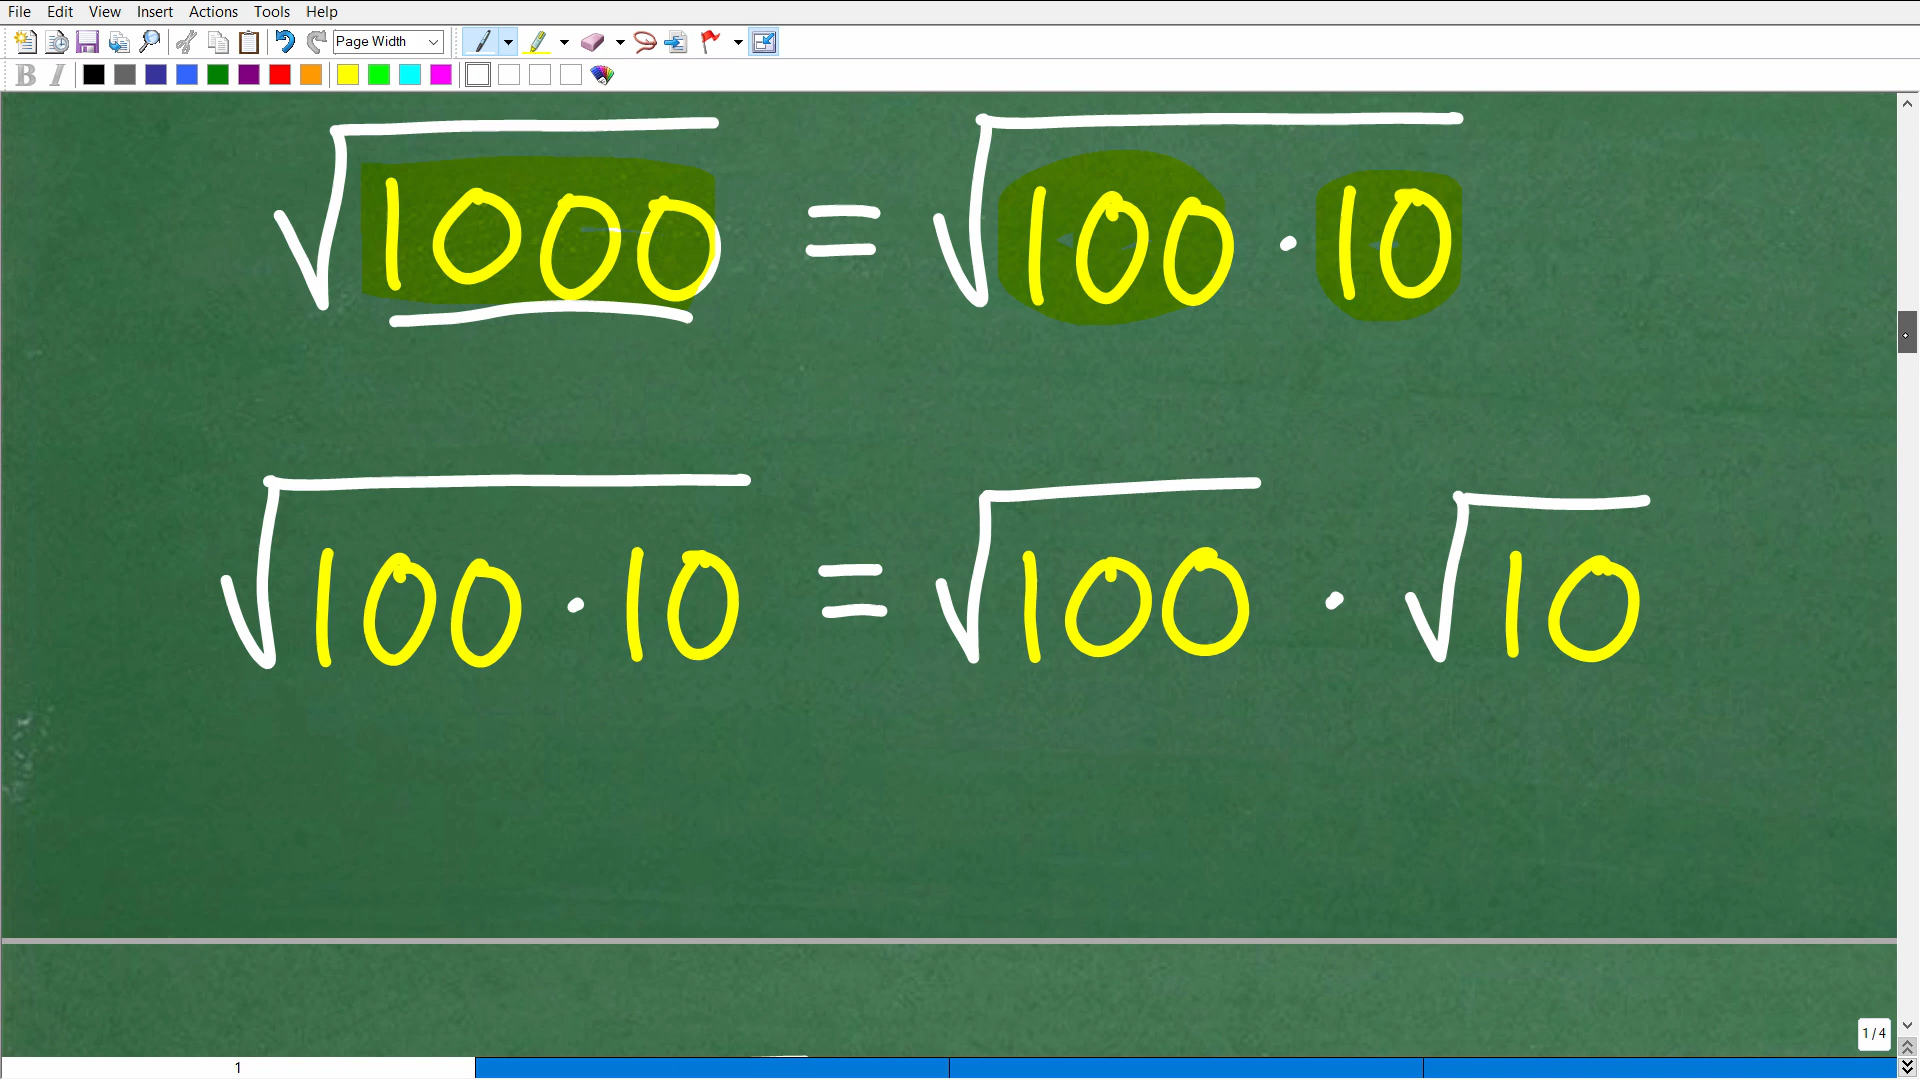 File Edit View Insert Actions Tools Help
Page Width
B I
√1000 = √100 · 10
√100 · 10 = √100 · √10
1 / 4
1